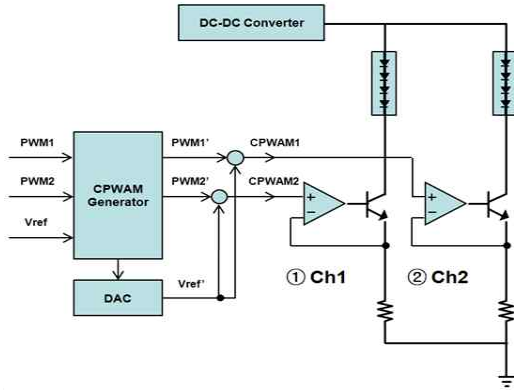 DC-DC Converter
PWM1
PWM2
Vref
CPWAM
Generator
PWM1'
PWM2'
CPWAM1
CPWAM2
+
−
+
−
DAC
Vref'
① Ch1
② Ch2